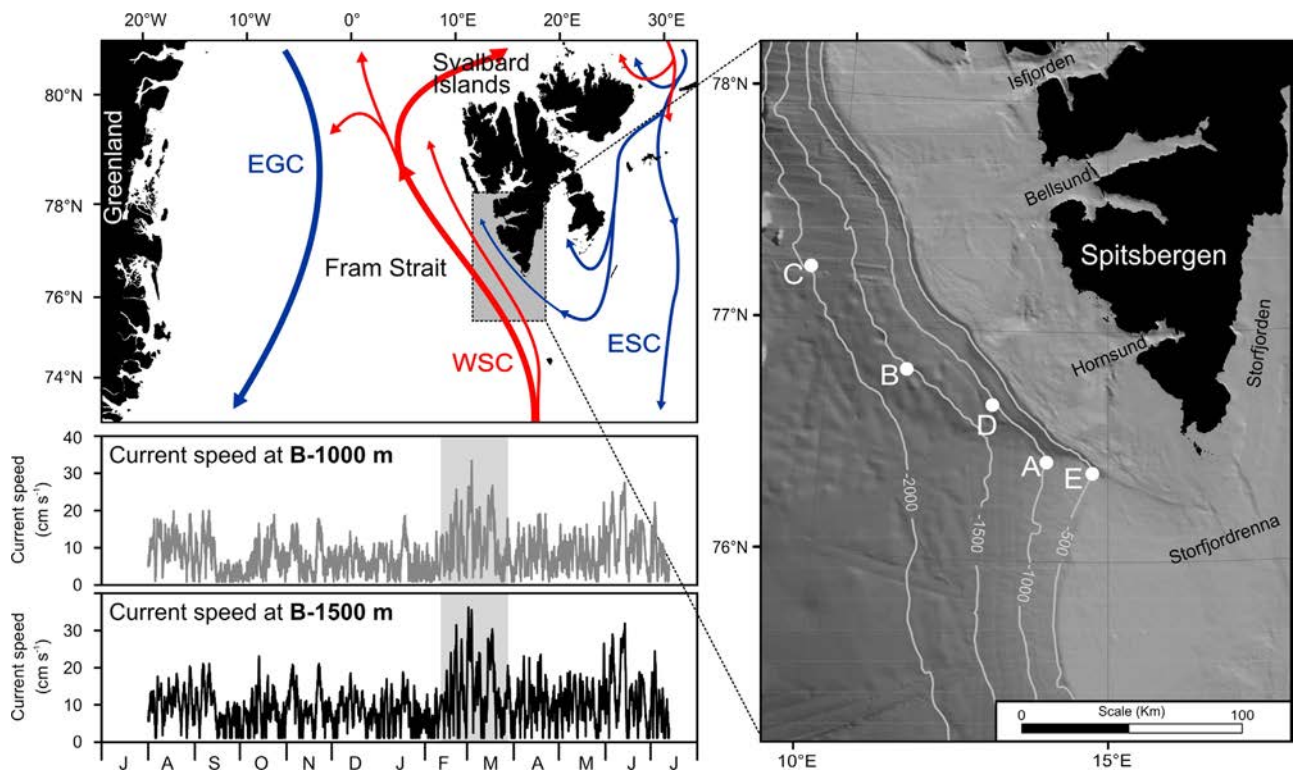 20°W 10°W 0° 10°E 20°E 30°E
80°N
78°N
76°N
74°N
Greenland
EGC
Fram Strait
Svalbard
Islands
WSC
ESC
78°N
77°N
76°N
Isfjorden
Bellsund
Spitsbergen
Hornsund
Storfjorden
Storfjordrenna
C
B
D
A
E
-2000
-1500
-1000
-500
Scale (Km)
0 100
10°E 15°E
Current speed at B-1000 m
Current speed
(cm s⁻¹)
40
30
20
10
0
Current speed at B-1500 m
Current speed
(cm s⁻¹)
30
20
10
0
J A S O N D J F M A M J J